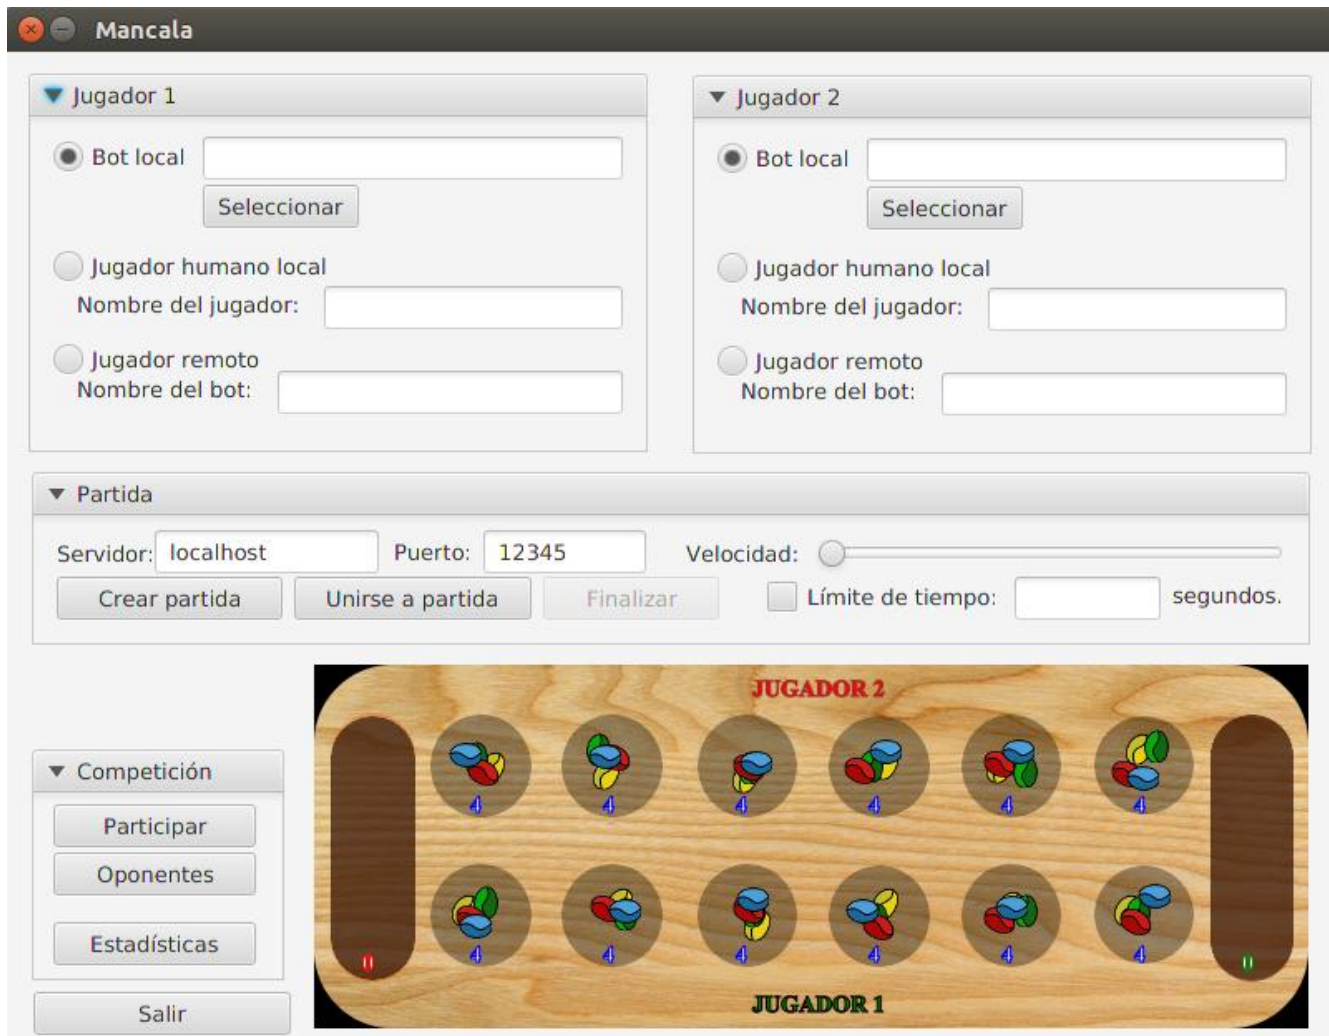 Mancala
Jugador 1
Bot local
Seleccionar
Jugador humano local
Nombre del jugador:
Jugador remoto
Nombre del bot:
Jugador 2
Bot local
Seleccionar
Jugador humano local
Nombre del jugador:
Jugador remoto
Nombre del bot:
Partida
Servidor: localhost Puerto: 12345 Velocidad:
Crear partida Unirse a partida Finalizar Límite de tiempo: segundos.
Competición
Participar
Oponentes
Estadísticas
Salir
JUGADOR 2
4 4 4 4 4 4
4 4 4 4 4 4
0 0
JUGADOR 1